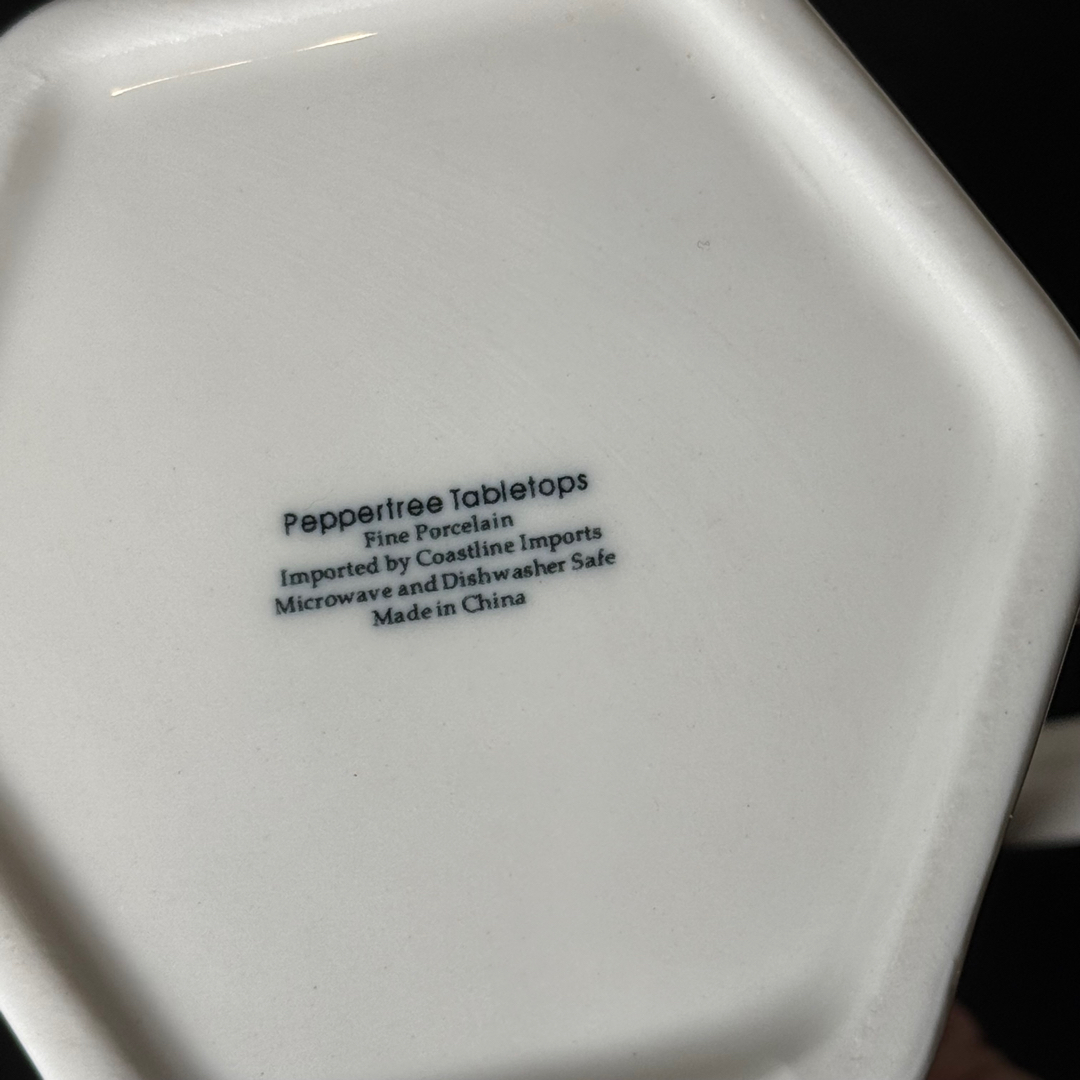 Peppertree Tabletops
Fine Porcelain
Imported by Coastline Imports
Microwave and Dishwasher Safe
Made in China